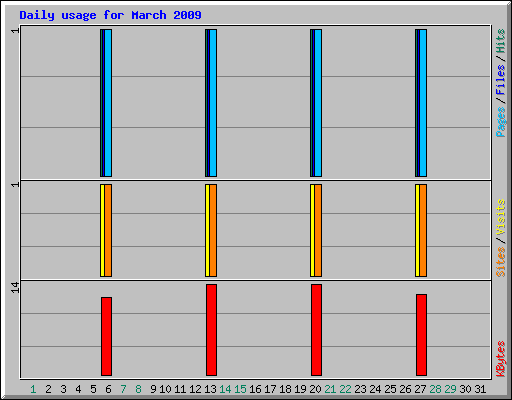 Daily usage for March 2009
1
Pages / Files / Hits
1
Sites / Visits
14
KBytes
1 2 3 4 5 6 7 8 9 10 11 12 13 14 15 16 17 18 19 20 21 22 23 24 25 26 27 28 29 30 31